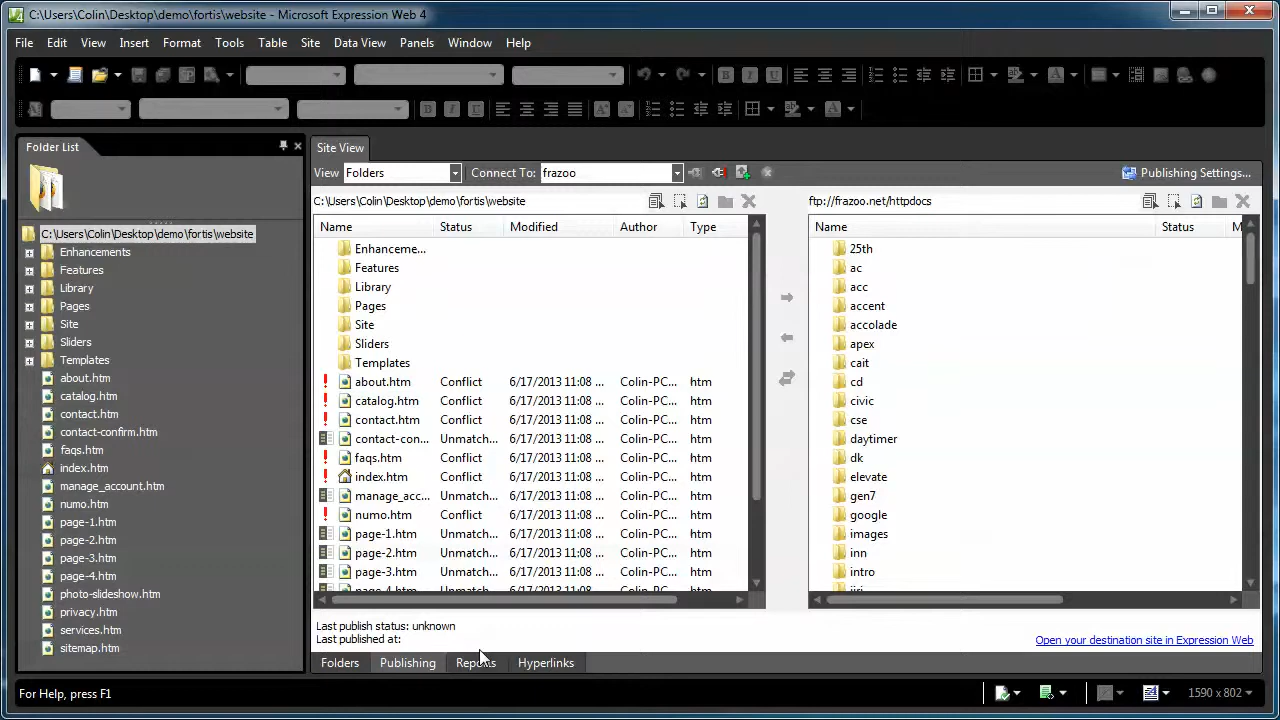 C:\Users\Colin\Desktop\demo\fortis\website - Microsoft Expression Web 4
File Edit View Insert Format Tools Table Site Data View Panels Window Help
Folder List
C:\Users\Colin\Desktop\demo\fortis\website
Enhancements
Features
Library
Pages
Site
Sliders
Templates
about.htm
catalog.htm
contact.htm
contact-confirm.htm
faqs.htm
index.htm
manage_account.htm
numo.htm
page-1.htm
page-2.htm
page-3.htm
page-4.htm
photo-slideshow.htm
privacy.htm
services.htm
sitemap.htm
Site View
View Folders Connect To: frazoo Publishing Settings...
C:\Users\Colin\Desktop\demo\fortis\website
Name Status Modified Author Type
Enhanceme...
Features
Library
Pages
Site
Sliders
Templates
about.htm Conflict 6/17/2013 11:08 ... Colin-PC... htm
catalog.htm Conflict 6/17/2013 11:08 ... Colin-PC... htm
contact.htm Conflict 6/17/2013 11:08 ... Colin-PC... htm
contact-con... Unmatch... 6/17/2013 11:08 ... Colin-PC... htm
faqs.htm Conflict 6/17/2013 11:08 ... Colin-PC... htm
index.htm Conflict 6/17/2013 11:08 ... Colin-PC... htm
manage_acc... Unmatch... 6/17/2013 11:08 ... Colin-PC... htm
numo.htm Conflict 6/17/2013 11:08 ... Colin-PC... htm
page-1.htm Unmatch... 6/17/2013 11:08 ... Colin-PC... htm
page-2.htm Unmatch... 6/17/2013 11:08 ... Colin-PC... htm
page-3.htm Unmatch... 6/17/2013 11:08 ... Colin-PC... htm
page-4.htm Unmatch... 6/17/2013 11:08 ... Colin-PC... htm
ftp://frazoo.net/httpdocs
Name Status M
25th
ac
acc
accent
accolade
apex
cait
cd
civic
cse
daytimer
dk
elevate
gen7
google
images
inn
intro
Last publish status: unknown
Last published at:
Open your destination site in Expression Web
Folders Publishing Reports Hyperlinks
For Help, press F1
1590 x 802